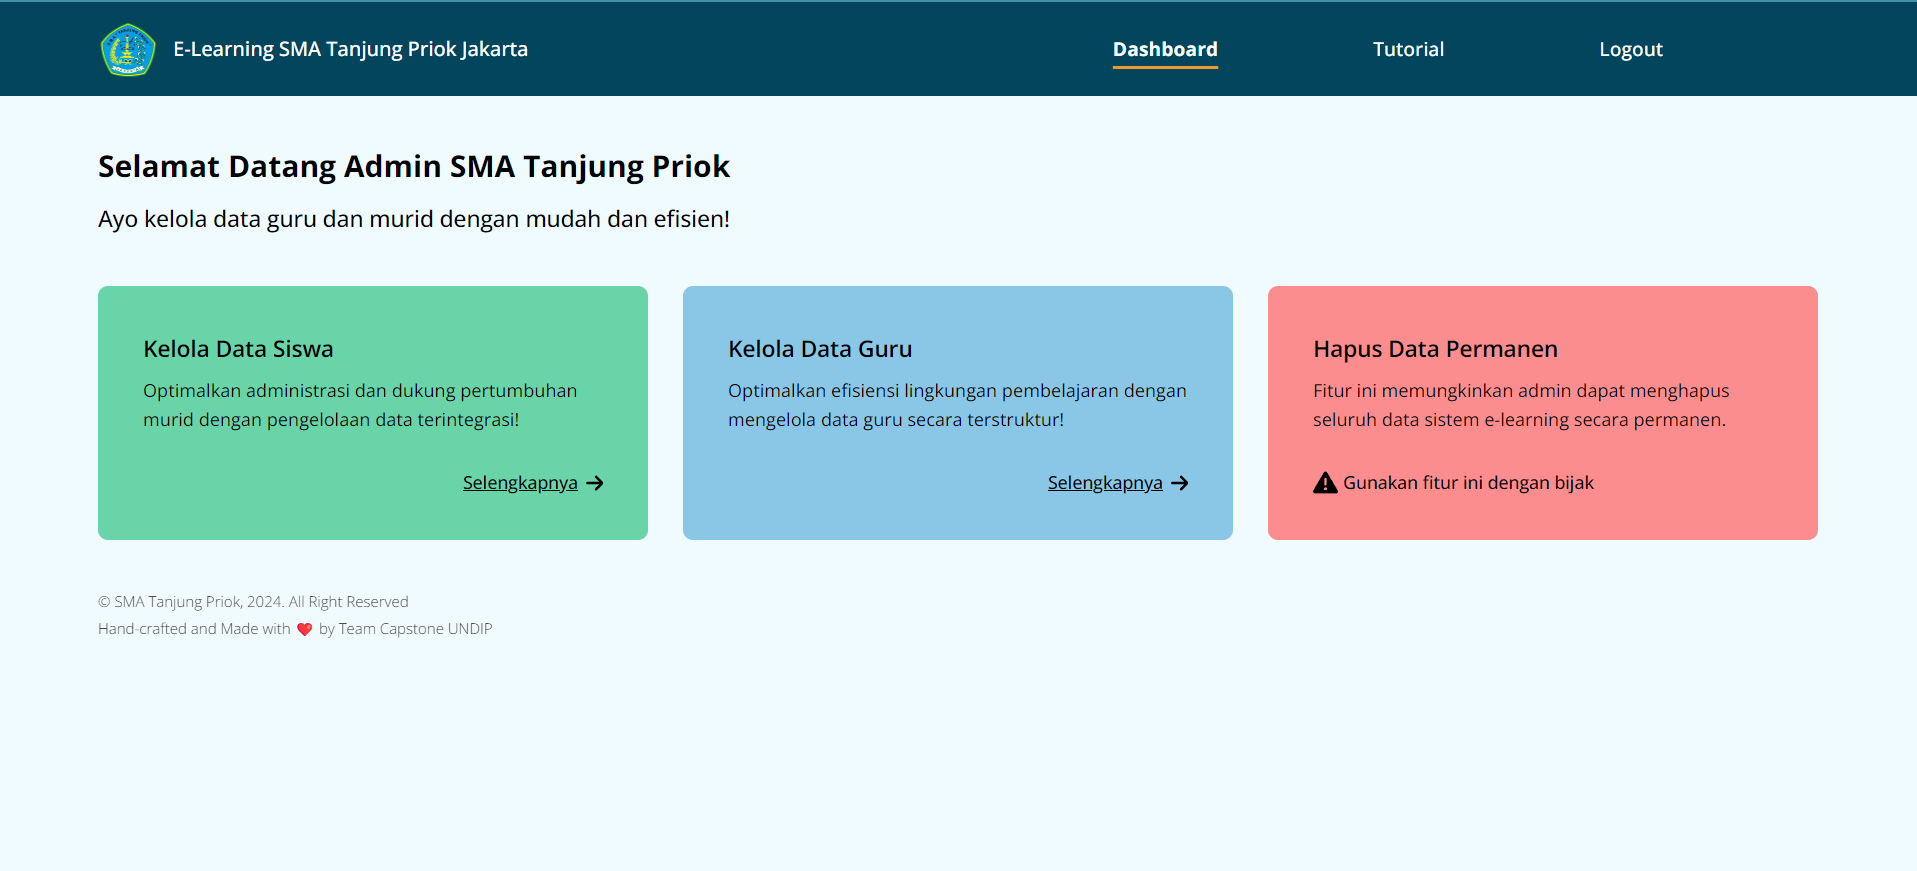 E-Learning SMA Tanjung Priok Jakarta
Dashboard
Tutorial
Logout
Selamat Datang Admin SMA Tanjung Priok
Ayo kelola data guru dan murid dengan mudah dan efisien!
Kelola Data Siswa
Optimalkan administrasi dan dukung pertumbuhan
murid dengan pengelolaan data terintegrasi!
Selengkapnya
Kelola Data Guru
Optimalkan efisiensi lingkungan pembelajaran dengan
mengelola data guru secara terstruktur!
Selengkapnya
Hapus Data Permanen
Fitur ini memungkinkan admin dapat menghapus
seluruh data sistem e-learning secara permanen.
Gunakan fitur ini dengan bijak
© SMA Tanjung Priok, 2024. All Right Reserved
Hand-crafted and Made with ❤️ by Team Capstone UNDIP